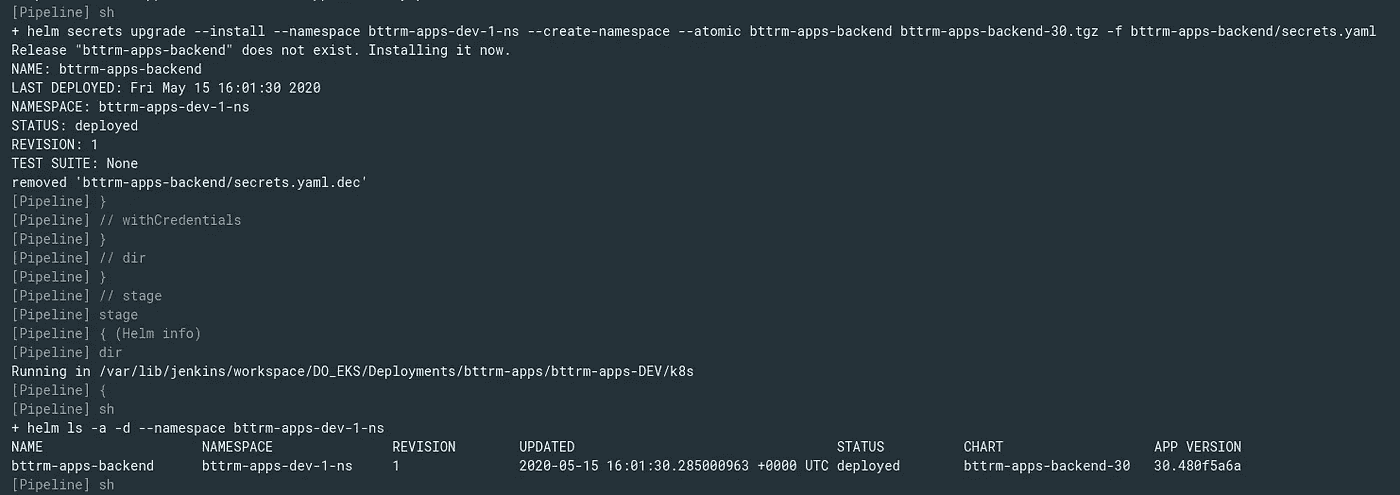 [Pipeline] sh
+ helm secrets upgrade --install --namespace bttrm-apps-dev-1-ns --create-namespace --atomic bttrm-apps-backend bttrm-apps-backend-30.tgz -f bttrm-apps-backend/secrets.yaml
Release "bttrm-apps-backend" does not exist. Installing it now.
NAME: bttrm-apps-backend
LAST DEPLOYED: Fri May 15 16:01:30 2020
NAMESPACE: bttrm-apps-dev-1-ns
STATUS: deployed
REVISION: 1
TEST SUITE: None
removed 'bttrm-apps-backend/secrets.yaml.dec'
[Pipeline] }
[Pipeline] // withCredentials
[Pipeline] }
[Pipeline] // dir
[Pipeline] }
[Pipeline] // stage
[Pipeline] stage
[Pipeline] { (Helm info)
[Pipeline] dir
Running in /var/lib/jenkins/workspace/DO_EKS/Deployments/bttrm-apps/bttrm-apps-DEV/k8s
[Pipeline] {
[Pipeline] sh
+ helm ls -a -d --namespace bttrm-apps-dev-1-ns
NAME NAMESPACE REVISION UPDATED STATUS CHART APP VERSION
bttrm-apps-backend bttrm-apps-dev-1-ns 1 2020-05-15 16:01:30.285000963 +0000 UTC deployed bttrm-apps-backend-30 30.480f5a6a
[Pipeline] sh